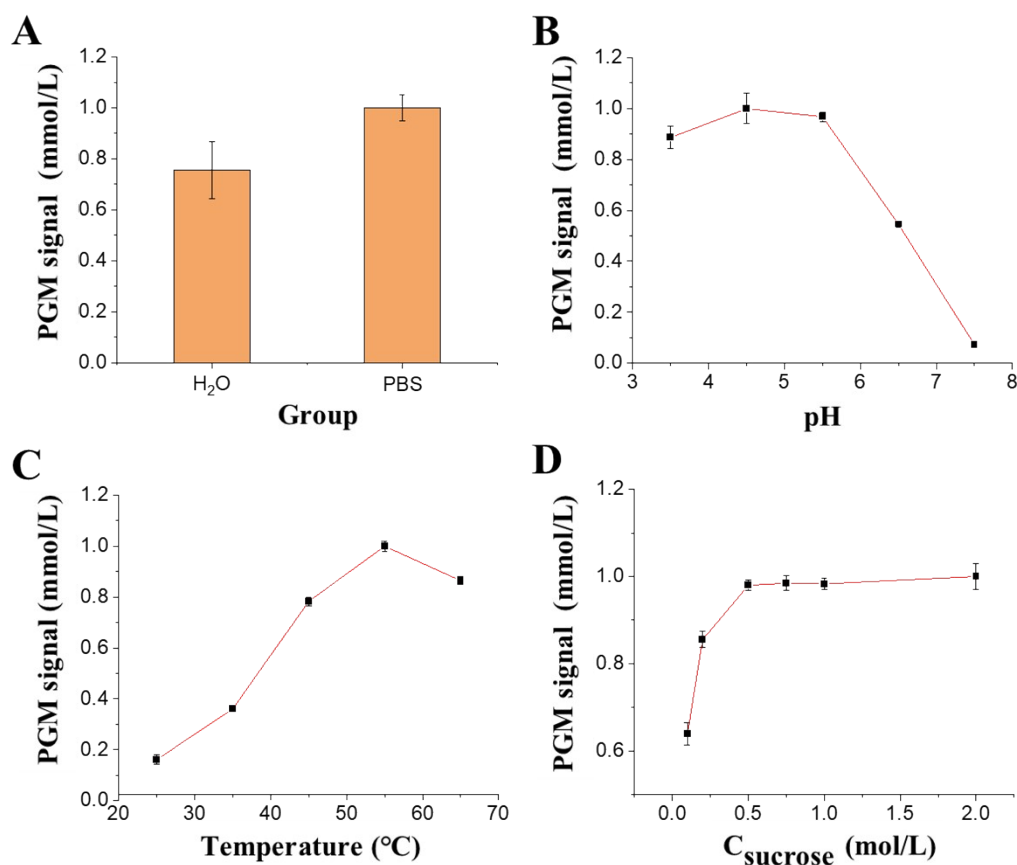 A
PGM signal (mmol/L)
1.2
1.0
0.8
0.6
0.4
0.2
0.0
H₂O PBS
Group
B
PGM signal (mmol/L)
1.2
1.0
0.8
0.6
0.4
0.2
0.0
3 4 5 6 7 8
pH
C
PGM signal (mmol/L)
1.2
1.0
0.8
0.6
0.4
0.2
0.0
20 30 40 50 60 70
Temperature (°C)
D
PGM signal (mmol/L)
1.2
1.0
0.8
0.6
0.0 0.5 1.0 1.5 2.0
Csucrose (mol/L)